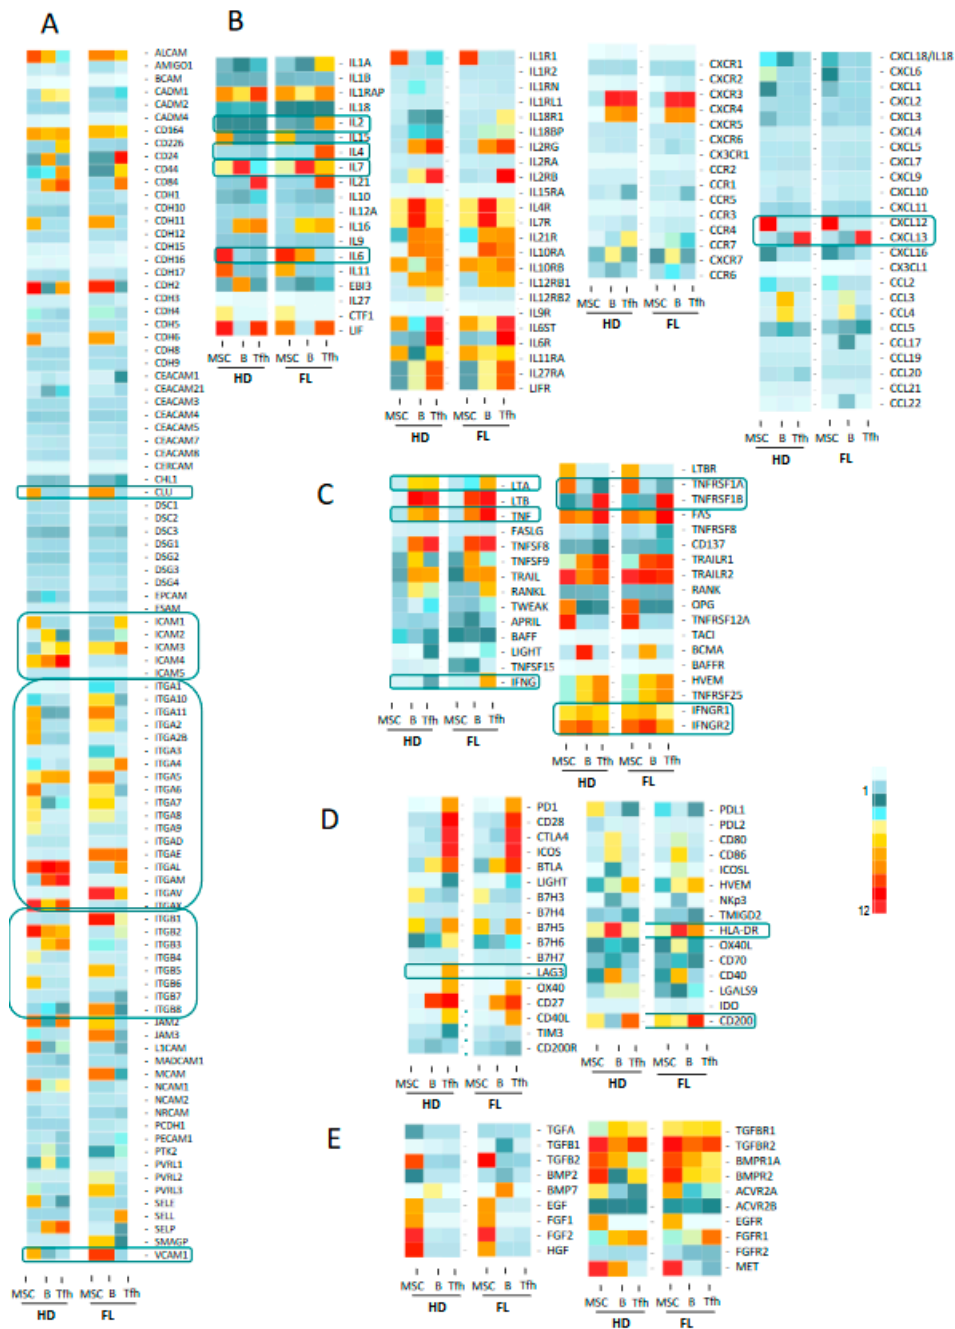 A
ALCAM
AMIGO1
BCAM
CADM1
CADM2
CADM4
CD164
CD226
CD24
CD44
CD84
CDH1
CDH10
CDH11
CDH12
CDH15
CDH16
CDH17
CDH2
CDH3
CDH4
CDH5
CDH6
CDH8
CDH9
CEACAM1
CEACAM21
CEACAM3
CEACAM4
CEACAM5
CEACAM7
CEACAM8
CERCAM
CHL1
CLU
DSC1
DSC2
DSC3
DSG1
DSG2
DSG3
DSG4
EPCAM
ESAM
ICAM1
ICAM2
ICAM3
ICAM4
ICAM5
ITGA1
ITGA10
ITGA11
ITGA2
ITGA2B
ITGA3
ITGA4
ITGA5
ITGA6
ITGA7
ITGA8
ITGA9
ITGAD
ITGAE
ITGAL
ITGAM
ITGAV
ITGAX
ITGB1
ITGB2
ITGB3
ITGB4
ITGB5
ITGB6
ITGB7
ITGB8
JAM2
JAM3
L1CAM
MADCAM1
MCAM
NCAM1
NCAM2
NRCAM
PCDH1
PECAM1
PTK2
PVRL1
PVRL2
PVRL3
SELE
SELL
SELP
SMAGP
VCAM1
MSC B Tfh MSC B Tfh
HD FL
B
IL1A
IL1B
IL1RAP
IL18
IL2
IL15
IL4
IL7
IL21
IL10
IL12A
IL16
IL9
IL6
IL11
EBI3
IL27
CTF1
LIF
MSC B Tfh MSC B Tfh
HD FL
IL1R1
IL1R2
IL1RN
IL1RL1
IL18R1
IL18BP
IL2RG
IL2RA
IL2RB
IL15RA
IL4R
IL7R
IL21R
IL10RA
IL10RB
IL12RB1
IL12RB2
IL9R
IL6ST
IL6R
IL11RA
IL27RA
LIFR
MSC B Tfh MSC B Tfh
HD FL
CXCR1
CXCR2
CXCR3
CXCR4
CXCR5
CXCR6
CX3CR1
CCR2
CCR1
CCR5
CCR3
CCR4
CCR7
CXCR7
CCR6
MSC B Tfh MSC B Tfh
HD FL
CXCL18/IL18
CXCL6
CXCL1
CXCL2
CXCL3
CXCL4
CXCL5
CXCL7
CXCL9
CXCL10
CXCL11
CXCL12
CXCL13
CXCL16
CX3CL1
CCL2
CCL3
CCL4
CCL5
CCL17
CCL19
CCL20
CCL21
CCL22
MSC B Tfh MSC B Tfh
HD FL
C
LTA
LTB
TNF
FASLG
TNFSF8
TNFSF9
TRAIL
RANKL
TWEAK
APRIL
BAFF
LIGHT
TNFSF15
IFNG
MSC B Tfh MSC B Tfh
HD FL
LTBR
TNFRSF1A
TNFRSF1B
FAS
TNFRSF8
CD137
TRAILR1
TRAILR2
RANK
OPG
TNFRSF12A
TACI
BCMA
BAFFR
HVEM
TNFRSF25
IFNGR1
IFNGR2
MSC B Tfh MSC B Tfh
HD FL
D
PD1
CD28
CTLA4
ICOS
BTLA
LIGHT
B7H3
B7H4
B7H5
B7H6
B7H7
LAG3
OX40
CD27
CD40L
TIM3
CD200R
MSC B Tfh MSC B Tfh
HD FL
PDL1
PDL2
CD80
CD86
ICOSL
HVEM
NKp3
TMIGD2
HLA-DR
OX40L
CD70
CD40
LGALS9
IDO
CD200
MSC B Tfh MSC B Tfh
HD FL
1
12
E
TGFA
TGFB1
TGFB2
BMP2
BMP7
EGF
FGF1
FGF2
HGF
MSC B Tfh MSC B Tfh
HD FL
TGFBR1
TGFBR2
BMPR1A
BMPR2
ACVR2A
ACVR2B
EGFR
FGFR1
FGFR2
MET
MSC B Tfh MSC B Tfh
HD FL